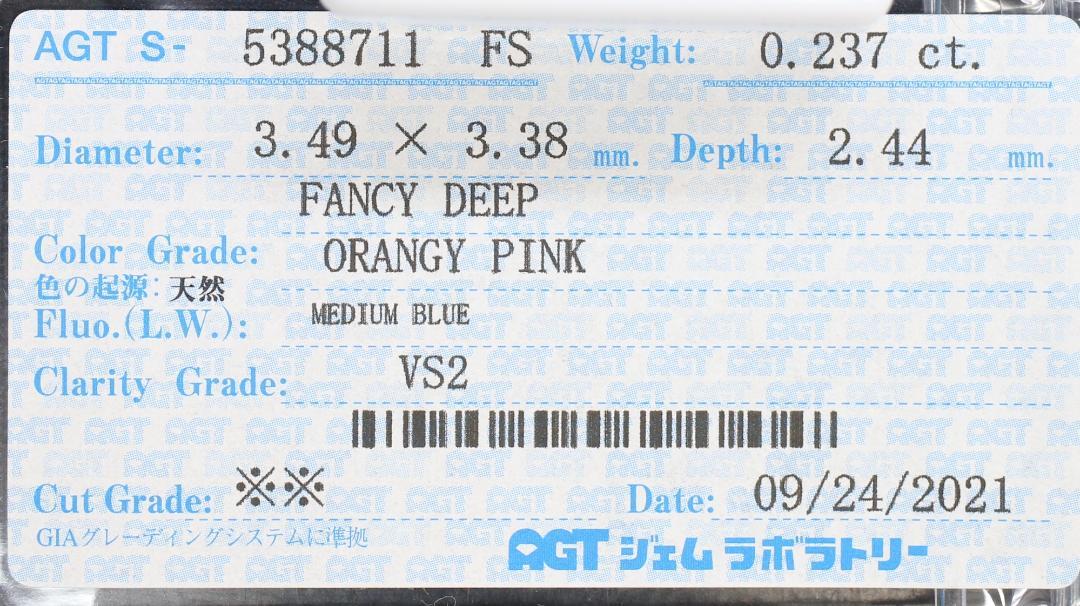 AGT S- 5388711 FS Weight: 0.237 ct.
Diameter: 3.49 × 3.38 mm. Depth: 2.44 mm.
FANCY DEEP
Color Grade: ORANGY PINK
色の起源: 天然
Fluo.(L.W.): MEDIUM BLUE
Clarity Grade: VS2
Cut Grade: ※※ Date: 09/24/2021
GIAグレーディングシステムに準拠
AGT ジェム ラボラトリー